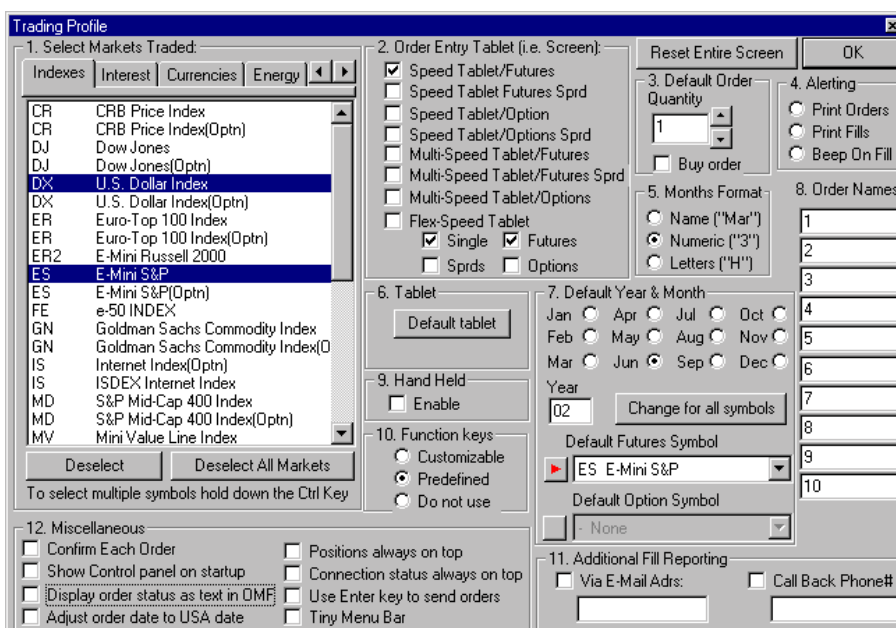 Trading Profile
1. Select Markets Traded:
Indexes Interest Currencies Energy
CR CRB Price Index
CR CRB Price Index(Optn)
DJ Dow Jones
DJ Dow Jones(Optn)
DX U.S. Dollar Index
DX U.S. Dollar Index(Optn)
ER Euro-Top 100 Index
ER Euro-Top 100 Index(Optn)
ER2 E-Mini Russell 2000
ES E-Mini S&P
ES E-Mini S&P(Optn)
FE e-50 INDEX
GN Goldman Sachs Commodity Index
GN Goldman Sachs Commodity Index(O
IS Internet Index(Optn)
IS ISDEX Internet Index
MD S&P Mid-Cap 400 Index
MD S&P Mid-Cap 400 Index(Optn)
MV Mini Value Line Index
Deselect Deselect All Markets
To select multiple symbols hold down the Ctrl Key
2. Order Entry Tablet (i.e. Screen):
Speed Tablet/Futures
Speed Tablet Futures Sprd
Speed Tablet/Option
Speed Tablet/Options Sprd
Multi-Speed Tablet/Futures
Multi-Speed Tablet/Futures Sprd
Multi-Speed Tablet/Options
Flex-Speed Tablet
Single Futures
Sprds Options
Reset Entire Screen OK
3. Default Order
Quantity
1
Buy order
4. Alerting
Print Orders
Print Fills
Beep On Fill
5. Months Format
Name ("Mar")
Numeric ("3")
Letters ("H")
8. Order Names
1
2
3
4
5
6
7
8
9
10
6. Tablet
Default tablet
7. Default Year & Month
Jan Apr Jul Oct
Feb May Aug Nov
Mar Jun Sep Dec
Year
02 Change for all symbols
Default Futures Symbol
ES E-Mini S&P
Default Option Symbol
- None
9. Hand Held
Enable
10. Function keys
Customizable
Predefined
Do not use
12. Miscellaneous
Confirm Each Order
Show Control panel on startup
Display order status as text in OMF
Adjust order date to USA date
Positions always on top
Connection status always on top
Use Enter key to send orders
Tiny Menu Bar
11. Additional Fill Reporting
Via E-Mail Adrs: Call Back Phone#